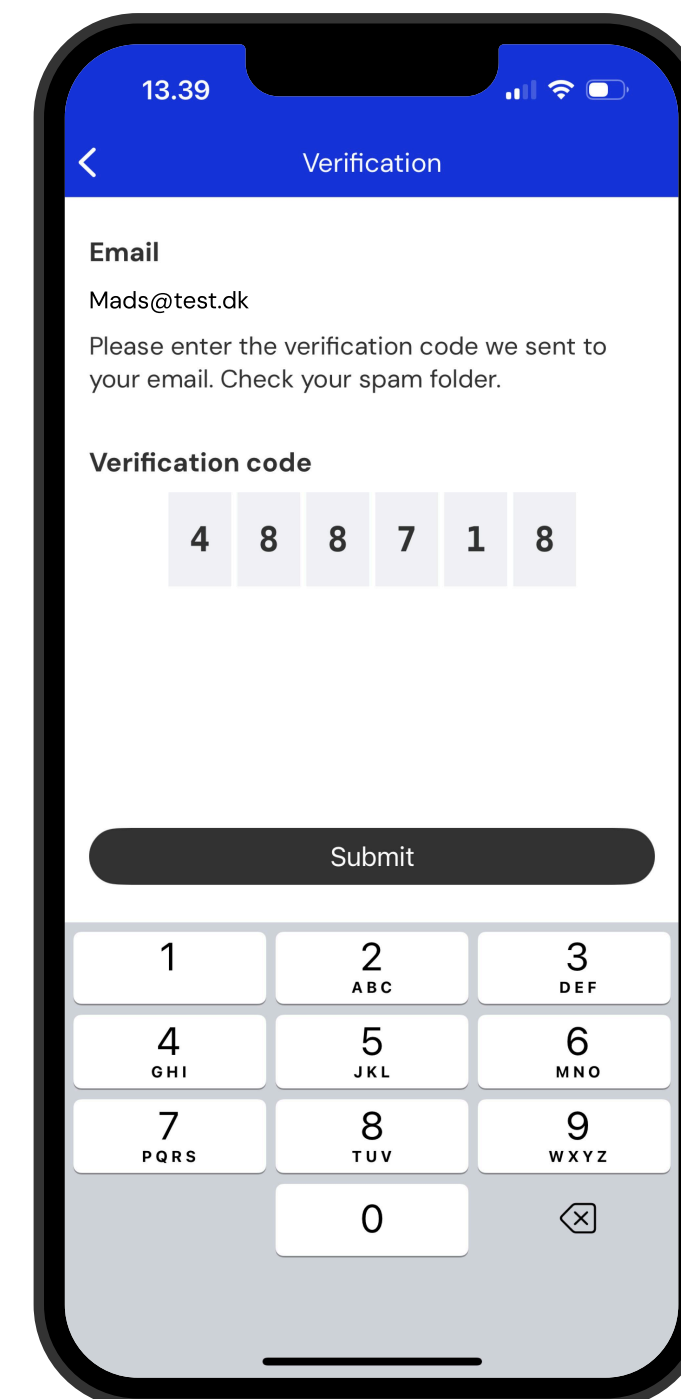 13.39
Verification
Email
Mads@test.dk
Please enter the verification code we sent to
your email. Check your spam folder.
Verification code
4 8 8 7 1 8
Submit
1 2 3
ABC DEF
4 5 6
GHI JKL MNO
7 8 9
PQRS TUV WXYZ
0